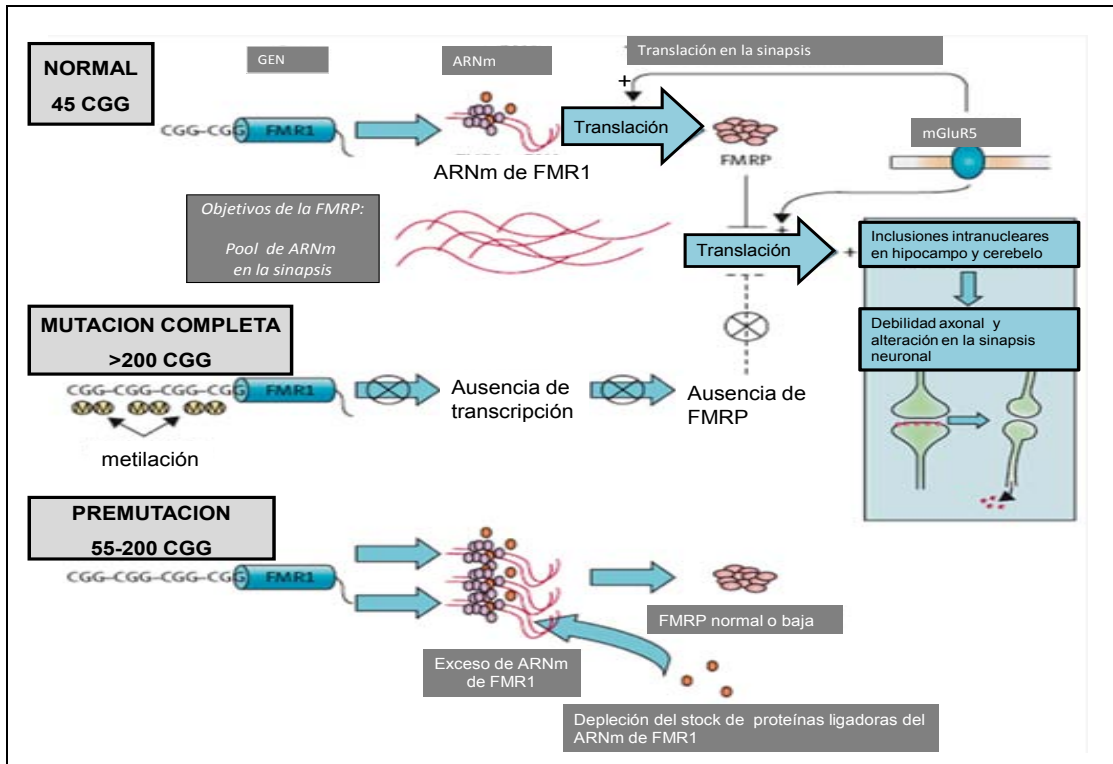 NORMAL
45 CGG
GEN
ARNm
Translación en la sinapsis
+
CGG-CGG FMR1
Translación
FMRP
mGluR5
ARNm de FMR1
Objetivos de la FMRP:
Pool de ARNm
en la sinapsis
+
Translación
+
Inclusiones intranucleares
en hipocampo y cerebelo
Debilidad axonal y
alteración en la sinapsis
neuronal
MUTACION COMPLETA
>200 CGG
CGG-CGG-CGG-CGG FMR1
M M M M M M
metilación
Ausencia de
transcripción
Ausencia de
FMRP
PREMUTACION
55-200 CGG
CGG-CGG-CGG-CGG FMR1
FMRP normal o baja
Exceso de ARNm
de FMR1
Depleción del stock de proteínas ligadoras del
ARNm de FMR1